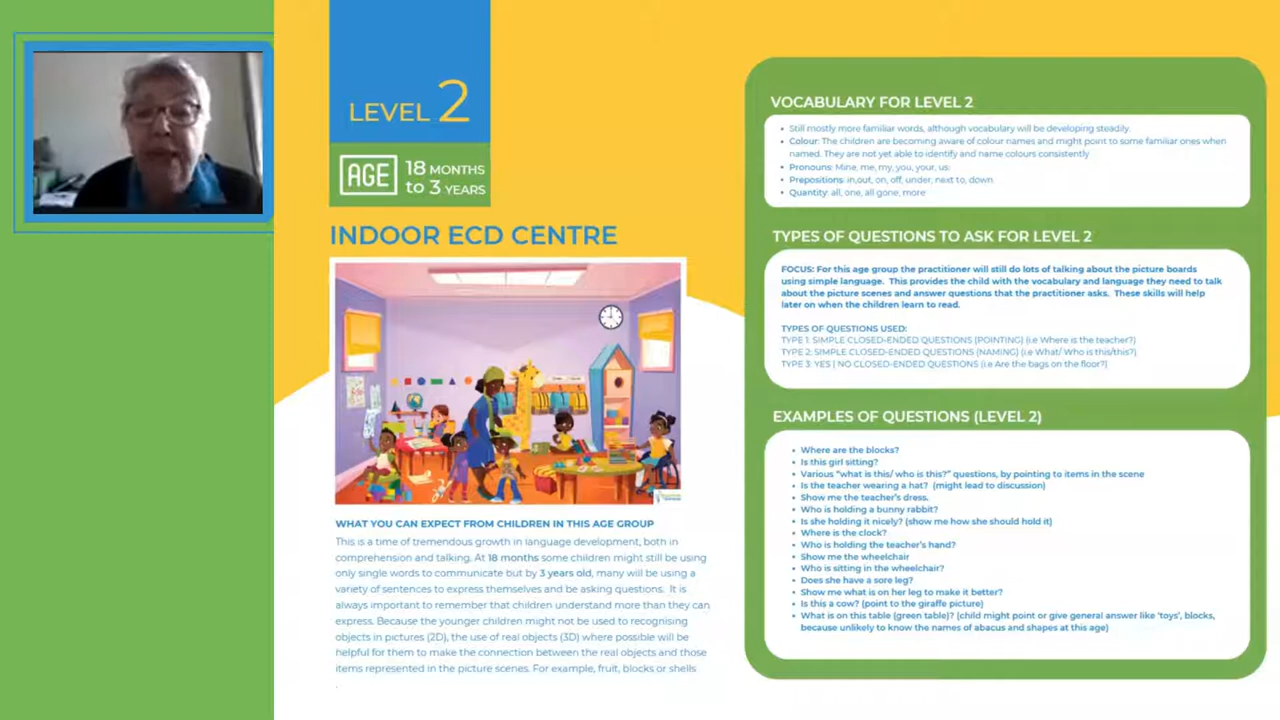 LEVEL 2
AGE
18 MONTHS
to 3 YEARS
INDOOR ECD CENTRE
WHAT YOU CAN EXPECT FROM CHILDREN IN THIS AGE GROUP
This is a time of tremendous growth in language development, both in
comprehension and talking. At 18 months some children might still be using
only single words to communicate but by 3 years old, many will be using a
variety of sentences to express themselves and be asking questions. It is
always important to remember that children understand more than they can
express. Because the younger children might not be used to recognising
objects in pictures (2D), the use of real objects (3D) where possible will be
helpful for them to make the connection between the real objects and those
items represented in the picture scenes. For example, fruit, blocks or shells
.
VOCABULARY FOR LEVEL 2
• Still mostly more familiar words, although vocabulary will be developing steadily.
• Colour: The children are becoming aware of colour names and might point to some familiar ones when
named. They are not yet able to identify and name colours consistently
• Pronouns: Mine, me, my, you, your, us:
• Prepositions: in,out, on, off, under, next to, down
• Quantity: all, one, all gone, more
TYPES OF QUESTIONS TO ASK FOR LEVEL 2
FOCUS: For this age group the practitioner will still do lots of talking about the picture boards
using simple language. This provides the child with the vocabulary and language they need to talk
about the picture scenes and answer questions that the practitioner asks. These skills will help
later on when the children learn to read.
TYPES OF QUESTIONS USED:
TYPE 1: SIMPLE CLOSED-ENDED QUESTIONS (POINTING) (i.e Where is the teacher?)
TYPE 2: SIMPLE CLOSED-ENDED QUESTIONS (NAMING) (i.e What/ Who is this/this?)
TYPE 3: YES | NO CLOSED-ENDED QUESTIONS (i.e Are the bags on the floor?)
EXAMPLES OF QUESTIONS (LEVEL 2)
• Where are the blocks?
• Is this girl sitting?
• Various "what is this/ who is this?" questions, by pointing to items in the scene
• Is the teacher wearing a hat? (might lead to discussion)
• Show me the teacher's dress.
• Who is holding a bunny rabbit?
• Is she holding it nicely? (show me how she should hold it)
• Where is the clock?
• Who is holding the teacher's hand?
• Show me the wheelchair
• Who is sitting in the wheelchair?
• Does she have a sore leg?
• Show me what is on her leg to make it better?
• Is this a cow? (point to the giraffe picture)
• What is on this table (green table)? (child might point or give general answer like 'toys', blocks,
because unlikely to know the names of abacus and shapes at this age)